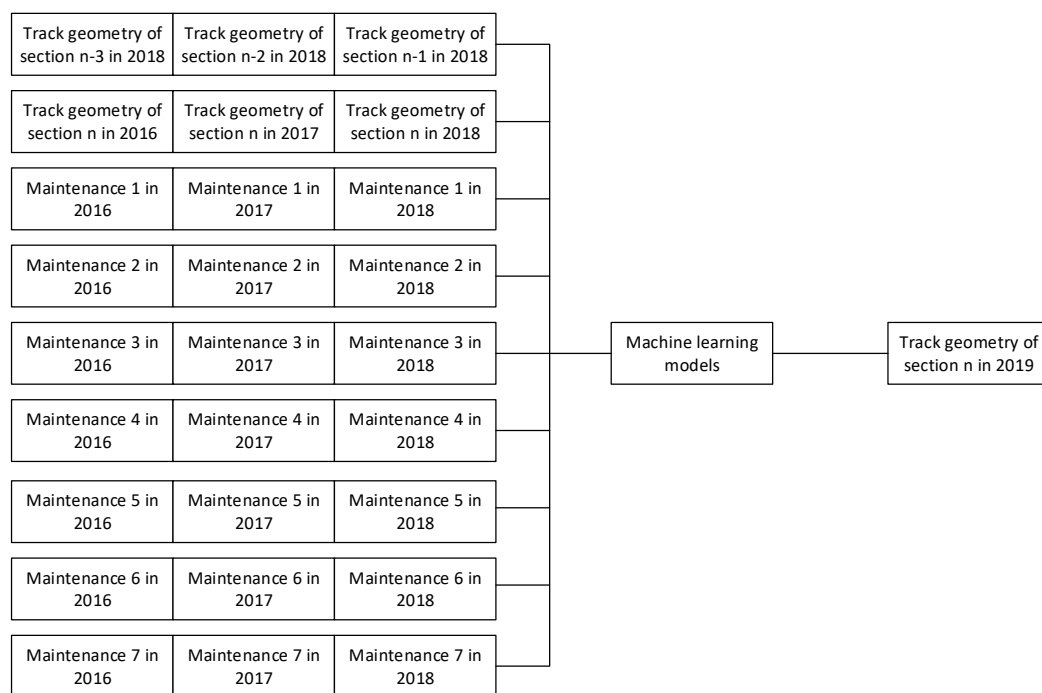 Track geometry of
section n-3 in 2018
Track geometry of
section n-2 in 2018
Track geometry of
section n-1 in 2018
Track geometry of
section n in 2016
Track geometry of
section n in 2017
Track geometry of
section n in 2018
Maintenance 1 in
2016
Maintenance 1 in
2017
Maintenance 1 in
2018
Maintenance 2 in
2016
Maintenance 2 in
2017
Maintenance 2 in
2018
Maintenance 3 in
2016
Maintenance 3 in
2017
Maintenance 3 in
2018
Maintenance 4 in
2016
Maintenance 4 in
2017
Maintenance 4 in
2018
Maintenance 5 in
2016
Maintenance 5 in
2017
Maintenance 5 in
2018
Maintenance 6 in
2016
Maintenance 6 in
2017
Maintenance 6 in
2018
Maintenance 7 in
2016
Maintenance 7 in
2017
Maintenance 7 in
2018
Machine learning
models
Track geometry of
section n in 2019